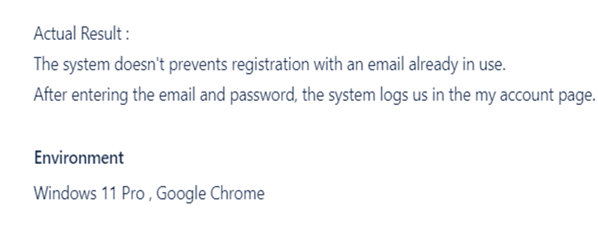 Actual Result :
The system doesn't prevents registration with an email already in use.
After entering the email and password, the system logs us in the my account page.
Environment
Windows 11 Pro , Google Chrome